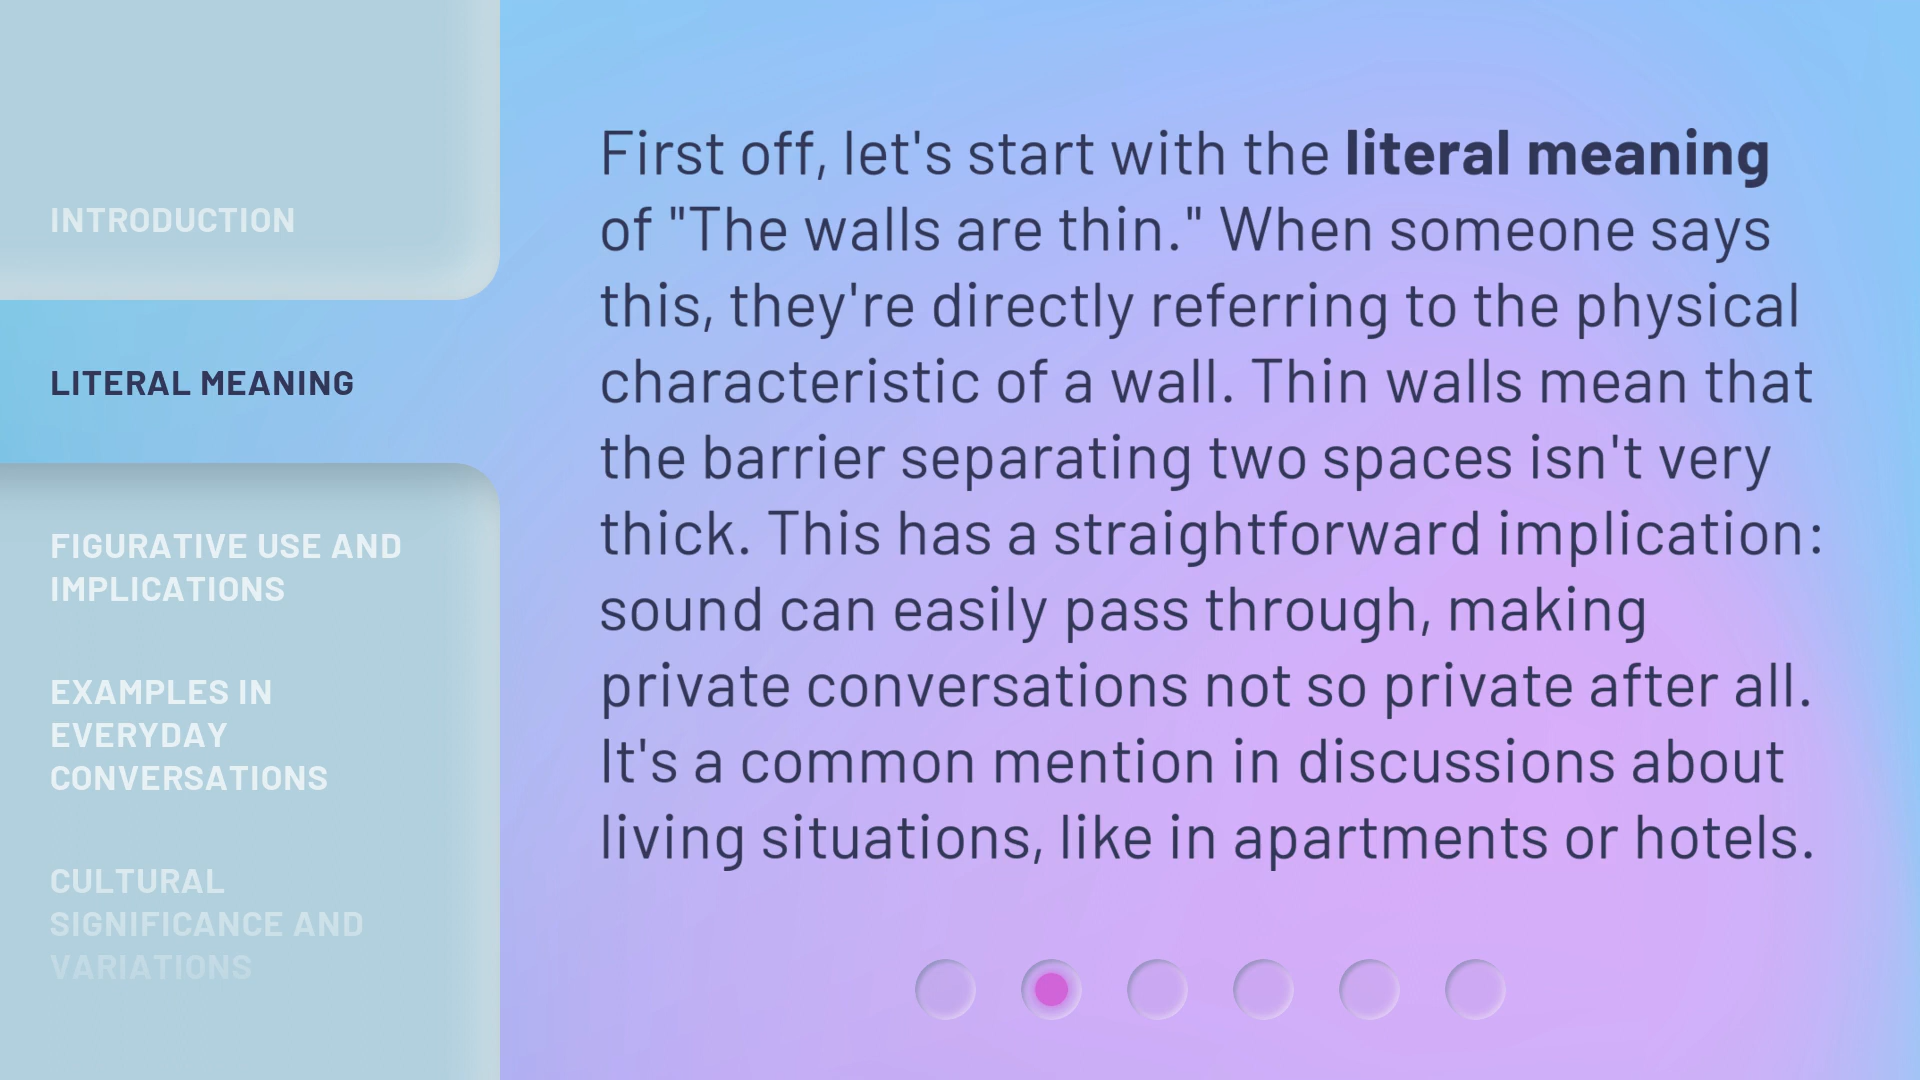 INTRODUCTION
LITERAL MEANING
FIGURATIVE USE AND
IMPLICATIONS
EXAMPLES IN
EVERYDAY
CONVERSATIONS
CULTURAL
SIGNIFICANCE AND
VARIATIONS
First off, let's start with the literal meaning
of "The walls are thin." When someone says
this, they're directly referring to the physical
characteristic of a wall. Thin walls mean that
the barrier separating two spaces isn't very
thick. This has a straightforward implication:
sound can easily pass through, making
private conversations not so private after all.
It's a common mention in discussions about
living situations, like in apartments or hotels.